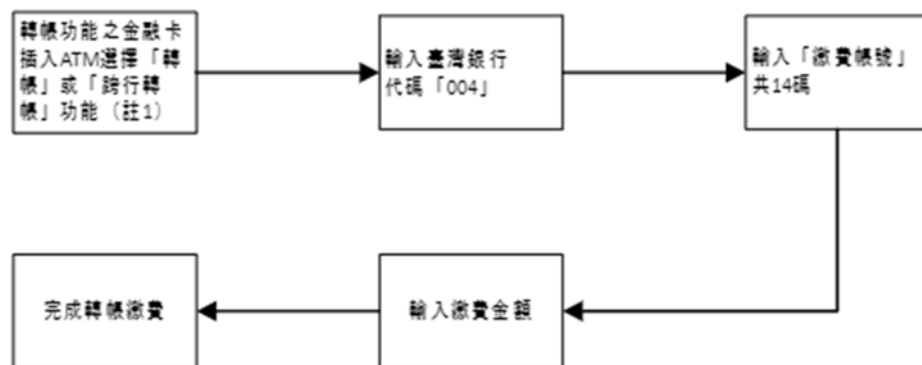 轉帳功能之金融卡
插入ATM選擇「轉
帳」或「跨行轉
帳」功能（註1）
輸入臺灣銀行
代碼「004」
輸入「繳費帳號」
共14碼
輸入繳費金額
完成轉帳繳費